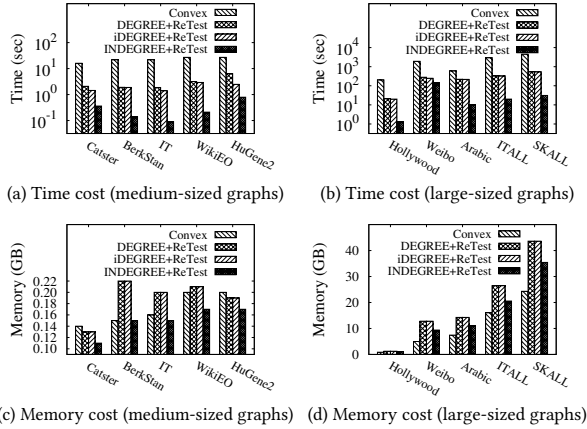 Convex
DEGREE+ReTest
iDEGREE+ReTest
INDEGREE+ReTest
Time (sec)
10^2
10^1
10^0
10^-1
Catster
BerkStan
IT
WikiEO
HuGene2
(a) Time cost (medium-sized graphs)
Convex
DEGREE+ReTest
iDEGREE+ReTest
INDEGREE+ReTest
Time (sec)
10^4
10^3
10^2
10^1
10^0
Hollywood
Weibo
Arabic
ITALL
SKALL
(b) Time cost (large-sized graphs)
Convex
DEGREE+ReTest
iDEGREE+ReTest
INDEGREE+ReTest
Memory (GB)
0.22
0.20
0.18
0.16
0.14
0.12
0.10
Catster
BerkStan
IT
WikiEO
HuGene2
(c) Memory cost (medium-sized graphs)
Convex
DEGREE+ReTest
iDEGREE+ReTest
INDEGREE+ReTest
Memory (GB)
40
30
20
10
0
Hollywood
Weibo
Arabic
ITALL
SKALL
(d) Memory cost (large-sized graphs)